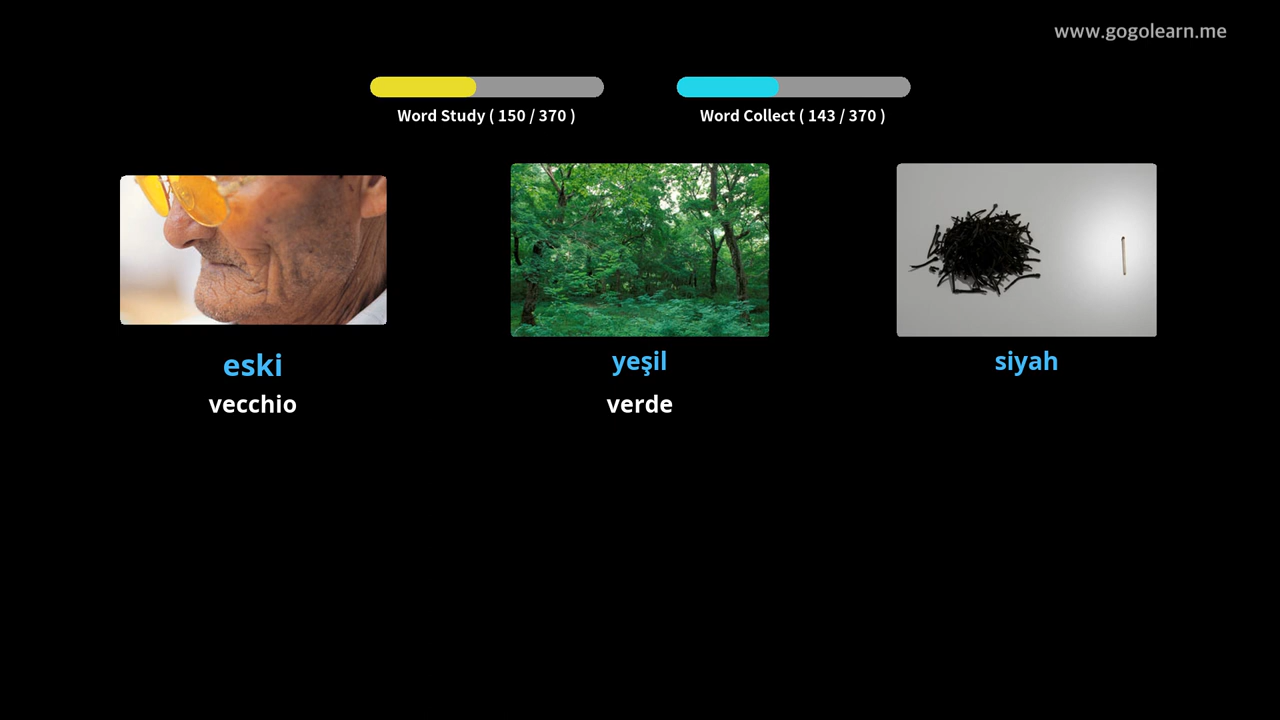 www.gogolearn.me
Word Study ( 150 / 370 )
Word Collect ( 143 / 370 )
eski
yeşil
siyah
vecchio
verde